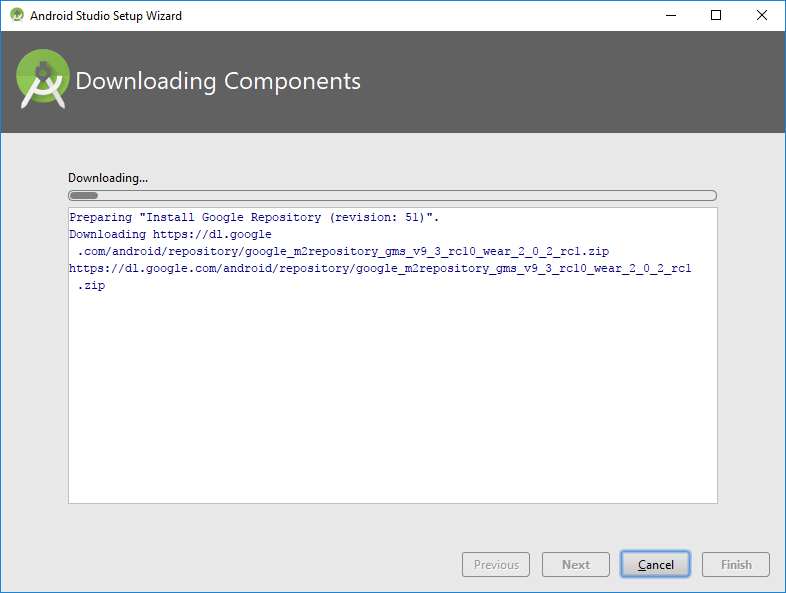 Android Studio Setup Wizard
Downloading Components
Downloading...
Preparing "Install Google Repository (revision: 51)".
Downloading https://dl.google
.com/android/repository/google_m2repository_gms_v9_3_rc10_wear_2_0_2_rc1.zip
https://dl.google.com/android/repository/google_m2repository_gms_v9_3_rc10_wear_2_0_2_rc1
.zip
Previous Next Cancel Finish